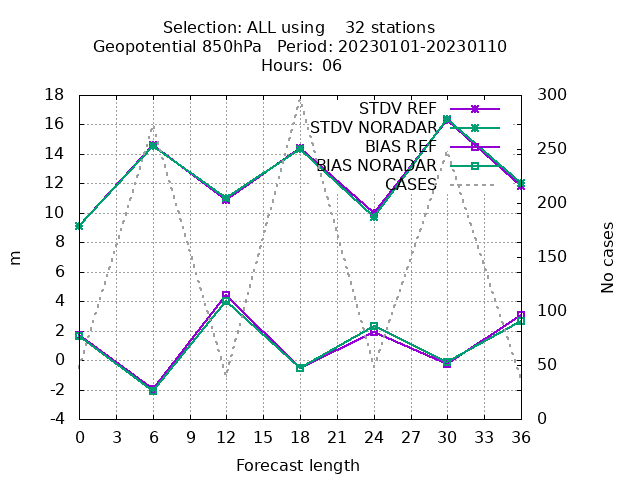 Selection: ALL using    32 stations
Geopotential 850hPa   Period: 20230101-20230110
Hours: 06
18
16
14
12
10
8
6
4
2
0
-2
-4
m
STDV REF
STDV NORADAR
BIAS REF
BIAS NORADAR
CASES
300
250
200
150
100
50
0
No cases
0 3 6 9 12 15 18 21 24 27 30 33 36
Forecast length